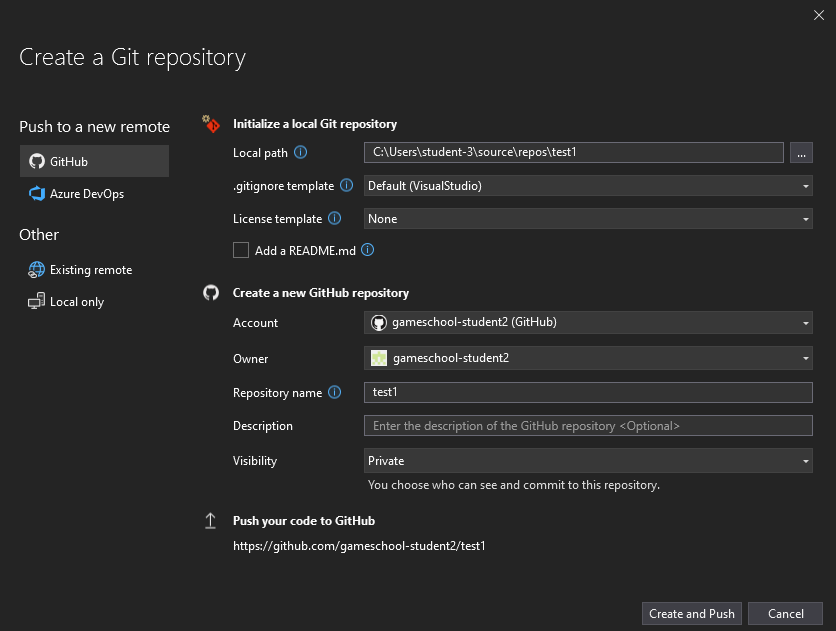 Create a Git repository
Push to a new remote
GitHub
Azure DevOps
Other
Existing remote
Local only
Initialize a local Git repository
Local path C:\Users\student-3\source\repos\test1 ...
.gitignore template Default (VisualStudio)
License template None
Add a README.md
Create a new GitHub repository
Account gameschool-student2 (GitHub)
Owner gameschool-student2
Repository name test1
Description Enter the description of the GitHub repository <Optional>
Visibility Private
You choose who can see and commit to this repository.
Push your code to GitHub
https://github.com/gameschool-student2/test1
Create and Push Cancel